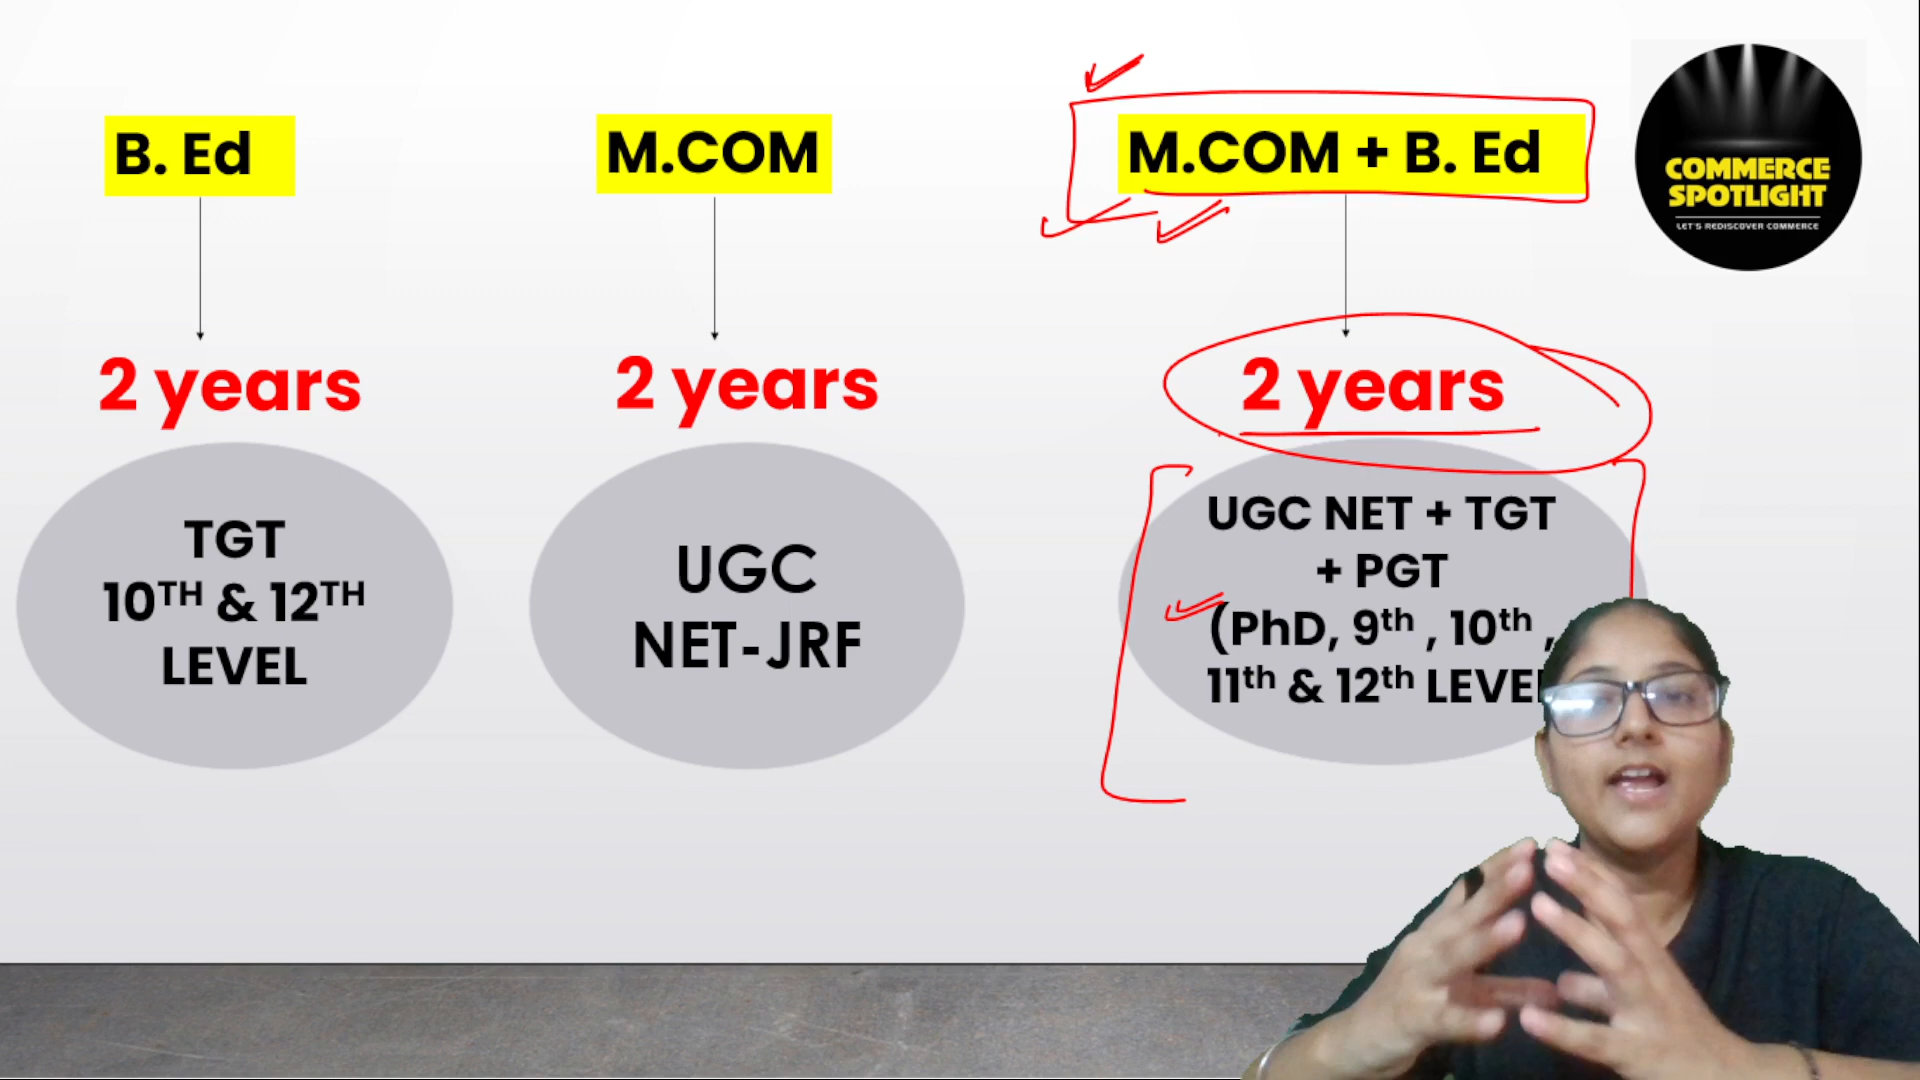 B. Ed
M.COM
M.COM + B. Ed
COMMERCE
SPOTLIGHT
LET'S REDISCOVER COMMERCE
2 years
2 years
2 years
TGT
10TH & 12TH
LEVEL
UGC
NET-JRF
UGC NET + TGT
+ PGT
(PhD, 9th , 10th ,
11th & 12th LEVEL